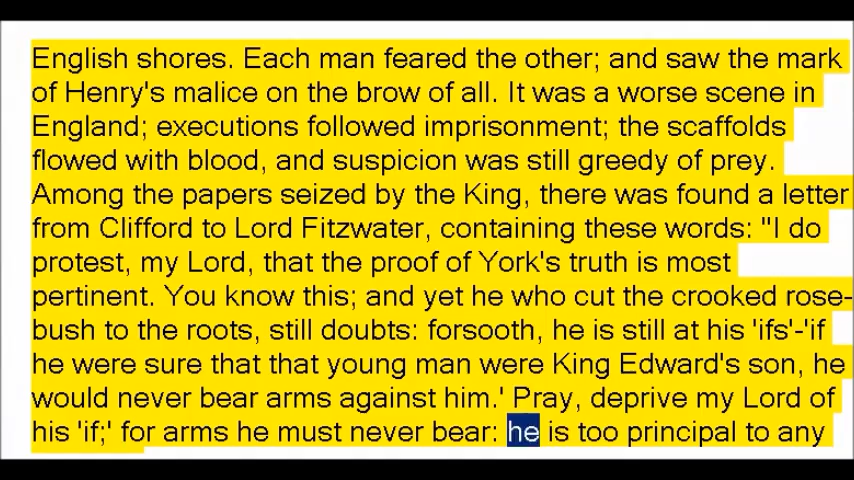 English shores. Each man feared the other; and saw the mark
of Henry's malice on the brow of all. It was a worse scene in
England; executions followed imprisonment; the scaffolds
flowed with blood, and suspicion was still greedy of prey.
Among the papers seized by the King, there was found a letter
from Clifford to Lord Fitzwater, containing these words: "I do
protest, my Lord, that the proof of York's truth is most
pertinent. You know this; and yet he who cut the crooked rose-
bush to the roots, still doubts: forsooth, he is still at his 'ifs'-'if
he were sure that that young man were King Edward's son, he
would never bear arms against him.' Pray, deprive my Lord of
his 'if;' for arms he must never bear: he is too principal to any